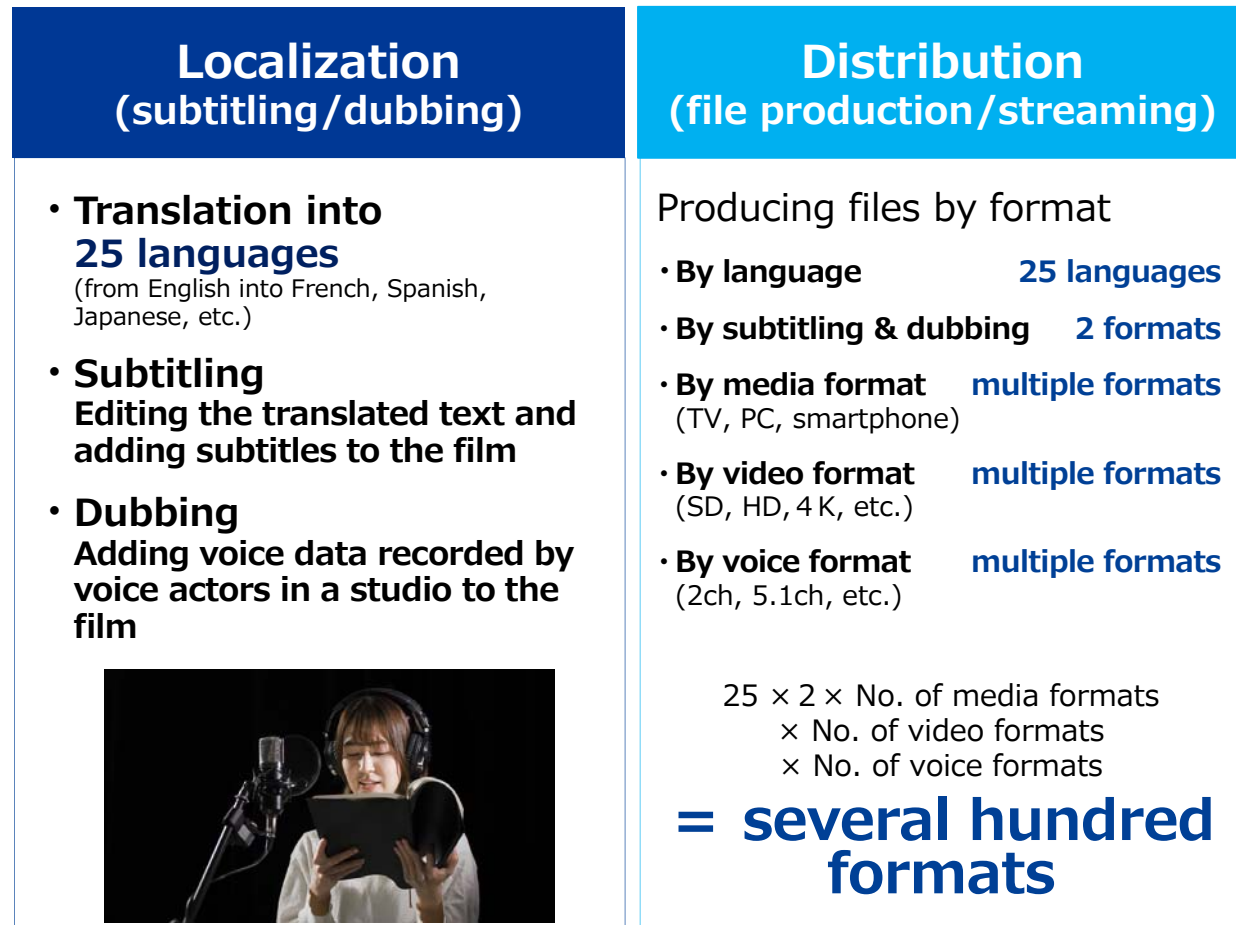 Localization
(subtitling/dubbing)
・Translation into
25 languages
(from English into French, Spanish,
Japanese, etc.)
・Subtitling
Editing the translated text and
adding subtitles to the film
・Dubbing
Adding voice data recorded by
voice actors in a studio to the
film
Distribution
(file production/streaming)
Producing files by format
・By language 25 languages
・By subtitling & dubbing 2 formats
・By media format multiple formats
(TV, PC, smartphone)
・By video format multiple formats
(SD, HD, 4 K, etc.)
・By voice format multiple formats
(2ch, 5.1ch, etc.)
25 × 2 × No. of media formats
× No. of video formats
× No. of voice formats
= several hundred
formats